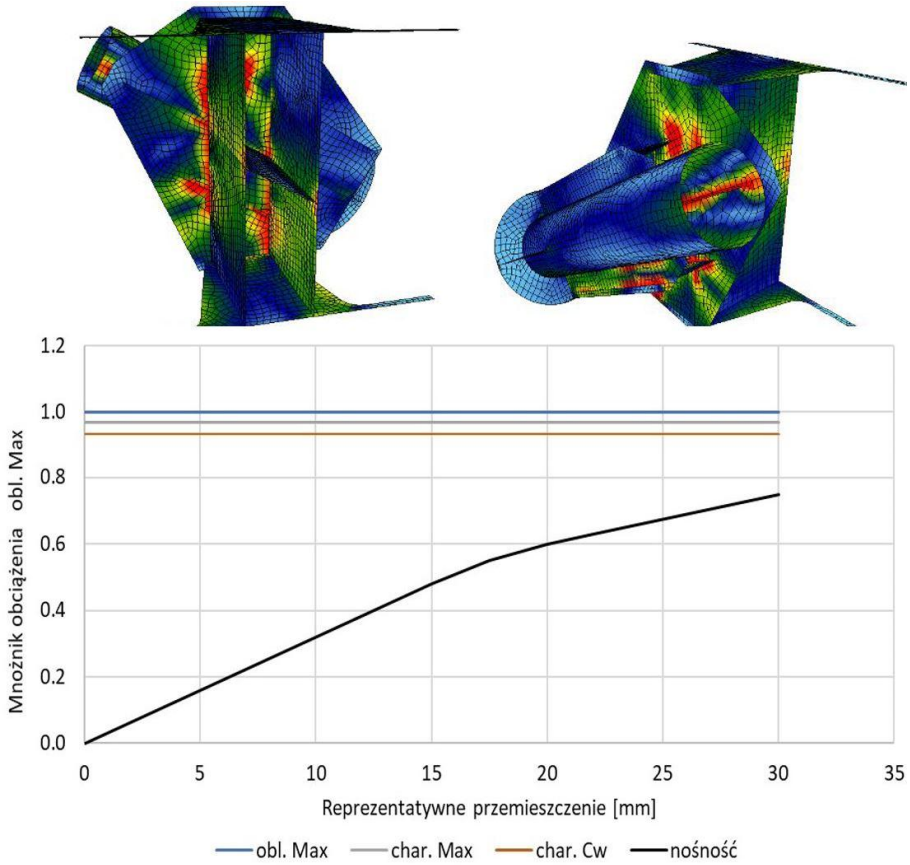 1.2
1.0
0.8
0.6
0.4
0.2
0.0
Mnożnik obciążenia obl. Max
0 5 10 15 20 25 30 35
Reprezentatywne przemieszczenie [mm]
obl. Max char. Max char. Cw nośność